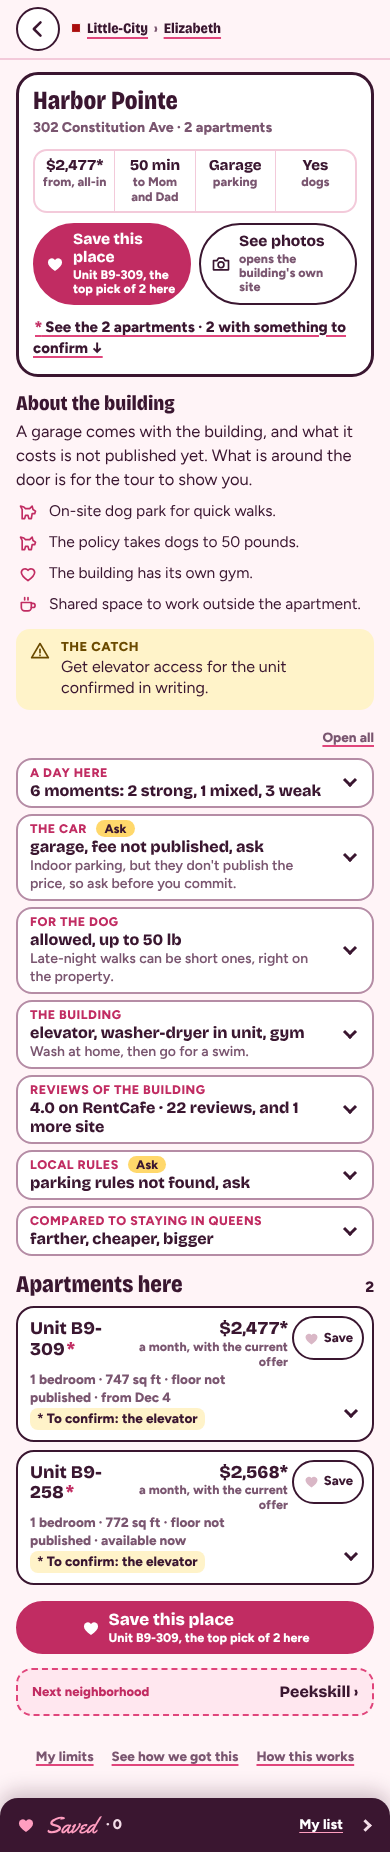 Little-City › Elizabeth
Harbor Pointe
302 Constitution Ave · 2 apartments
$2,477*
from, all-in
50 min
to Mom
and Dad
Garage
parking
Yes
dogs
Save this
place
Unit B9-309, the
top pick of 2 here
See photos
opens the
building's own
site
* See the 2 apartments · 2 with something to
confirm ↓
About the building
A garage comes with the building, and what it
costs is not published yet. What is around the
door is for the tour to show you.
On-site dog park for quick walks.
The policy takes dogs to 50 pounds.
The building has its own gym.
Shared space to work outside the apartment.
THE CATCH
Get elevator access for the unit
confirmed in writing.
Open all
A DAY HERE
6 moments: 2 strong, 1 mixed, 3 weak
THE CAR Ask
garage, fee not published, ask
Indoor parking, but they don't publish the
price, so ask before you commit.
FOR THE DOG
allowed, up to 50 lb
Late-night walks can be short ones, right on
the property.
THE BUILDING
elevator, washer-dryer in unit, gym
Wash at home, then go for a swim.
REVIEWS OF THE BUILDING
4.0 on RentCafe · 22 reviews, and 1
more site
LOCAL RULES Ask
parking rules not found, ask
COMPARED TO STAYING IN QUEENS
farther, cheaper, bigger
Apartments here 2
Unit B9-
309*
$2,477*
a month, with the current
offer
Save
1 bedroom · 747 sq ft · floor not
published · from Dec 4
* To confirm: the elevator
Unit B9-
258*
$2,568*
a month, with the current
offer
Save
1 bedroom · 772 sq ft · floor not
published · available now
* To confirm: the elevator
Save this place
Unit B9-309, the top pick of 2 here
Next neighborhood Peekskill ›
My limits See how we got this How this works
Saved · 0 My list